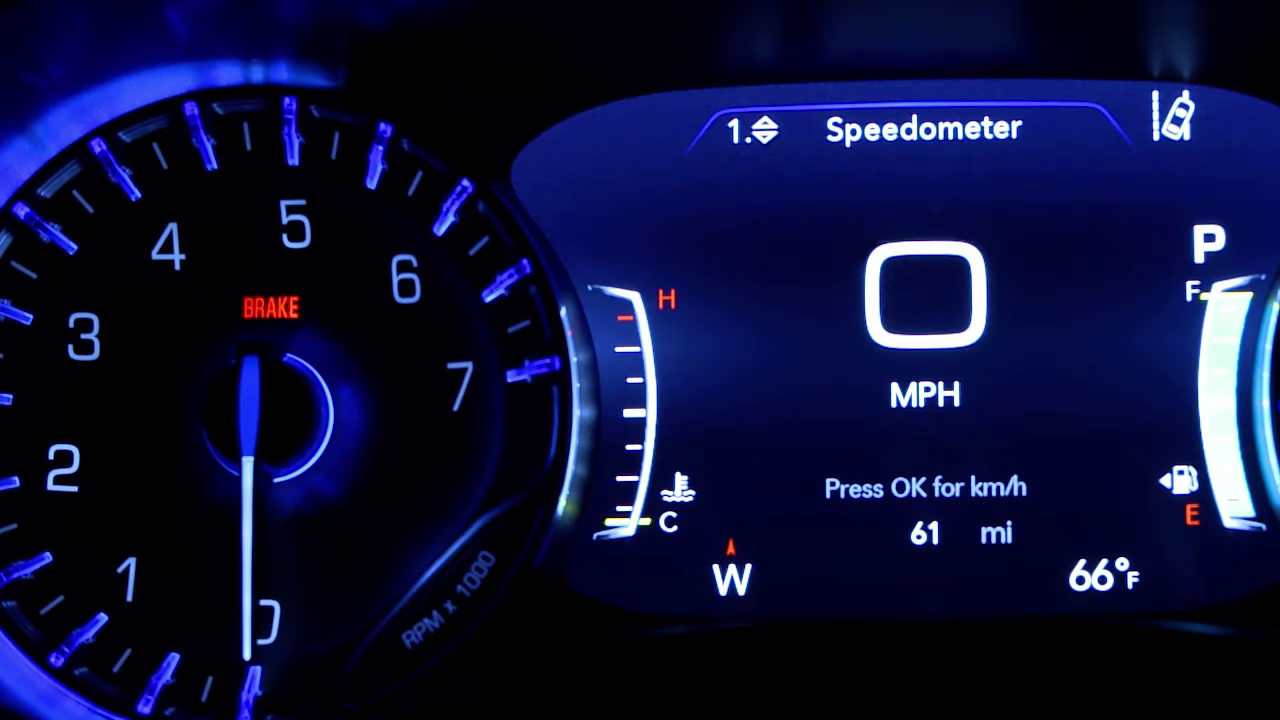 1. Speedometer
P
F
H
0
MPH
Press OK for km/h
61 mi
C
E
W
66°F
5
4
6
BRAKE
3
7
2
1
0
RPM x 1000